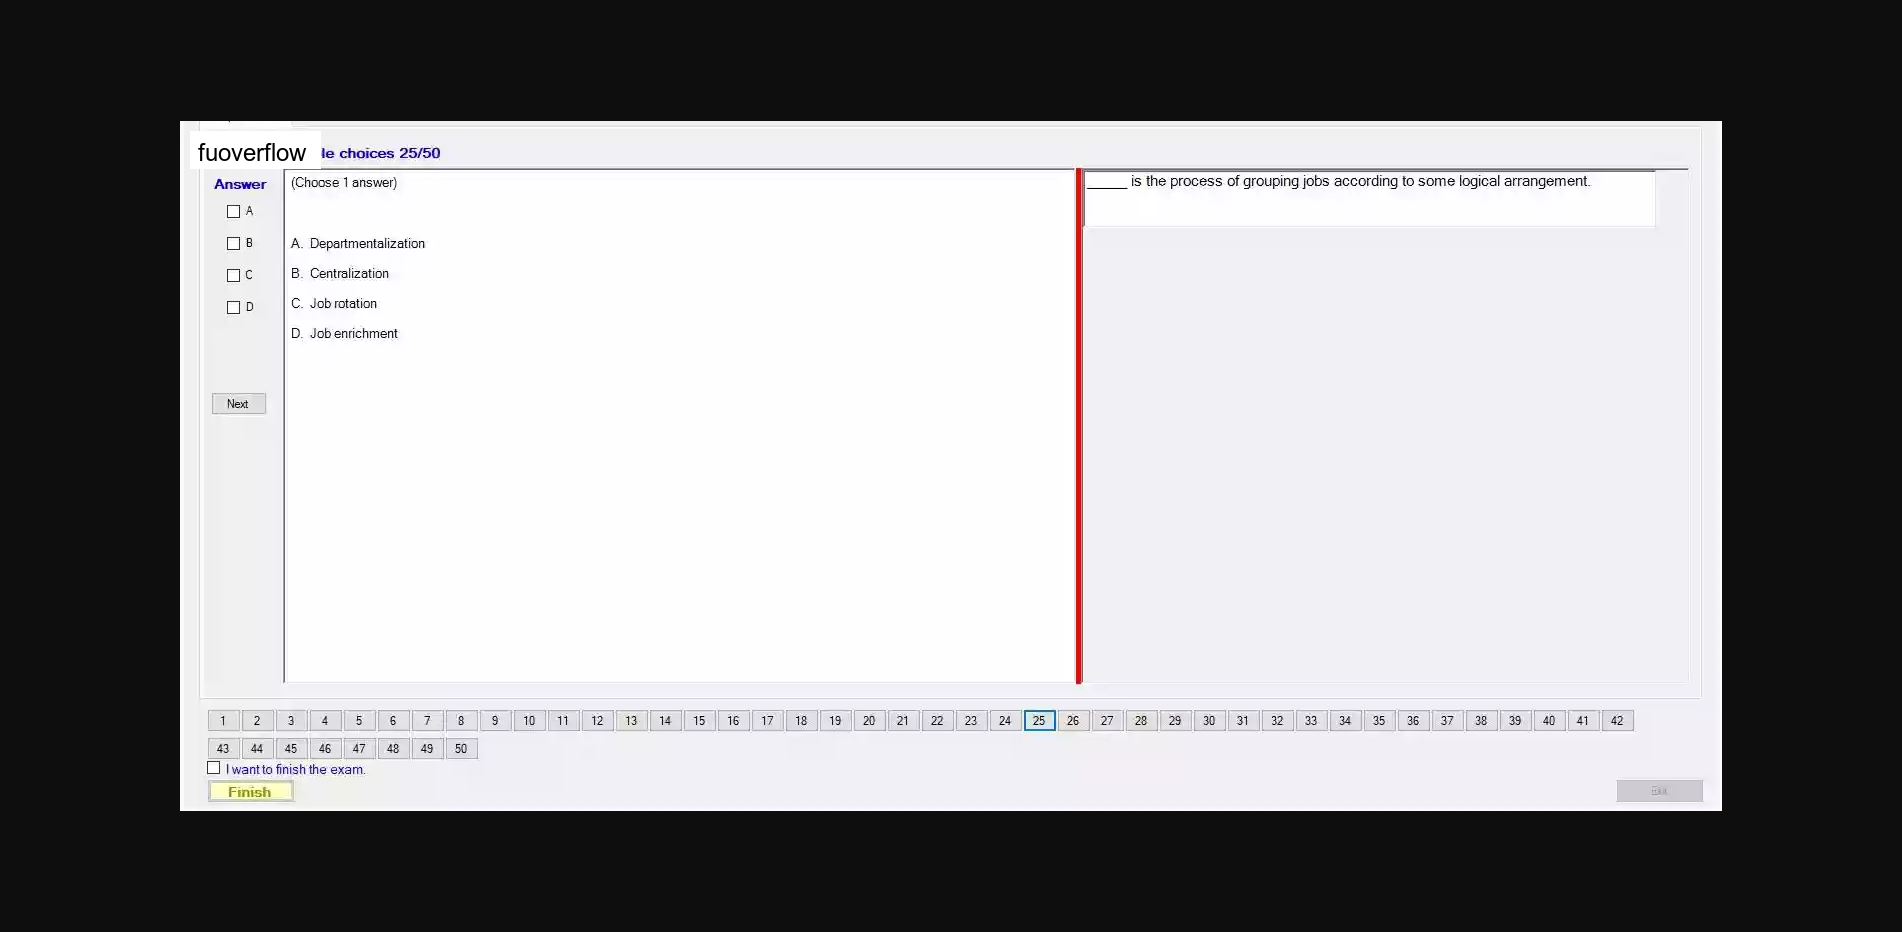 fuoverflow le choices 25/50
Answer
(Choose 1 answer)
_____ is the process of grouping jobs according to some logical arrangement.
A
B
C
D
A. Departmentalization
B. Centralization
C. Job rotation
D. Job enrichment
Next
1 2 3 4 5 6 7 8 9 10 11 12 13 14 15 16 17 18 19 20 21 22 23 24 25 26 27 28 29 30 31 32 33 34 35 36 37 38 39 40 41 42
43 44 45 46 47 48 49 50
I want to finish the exam.
Finish
Exit